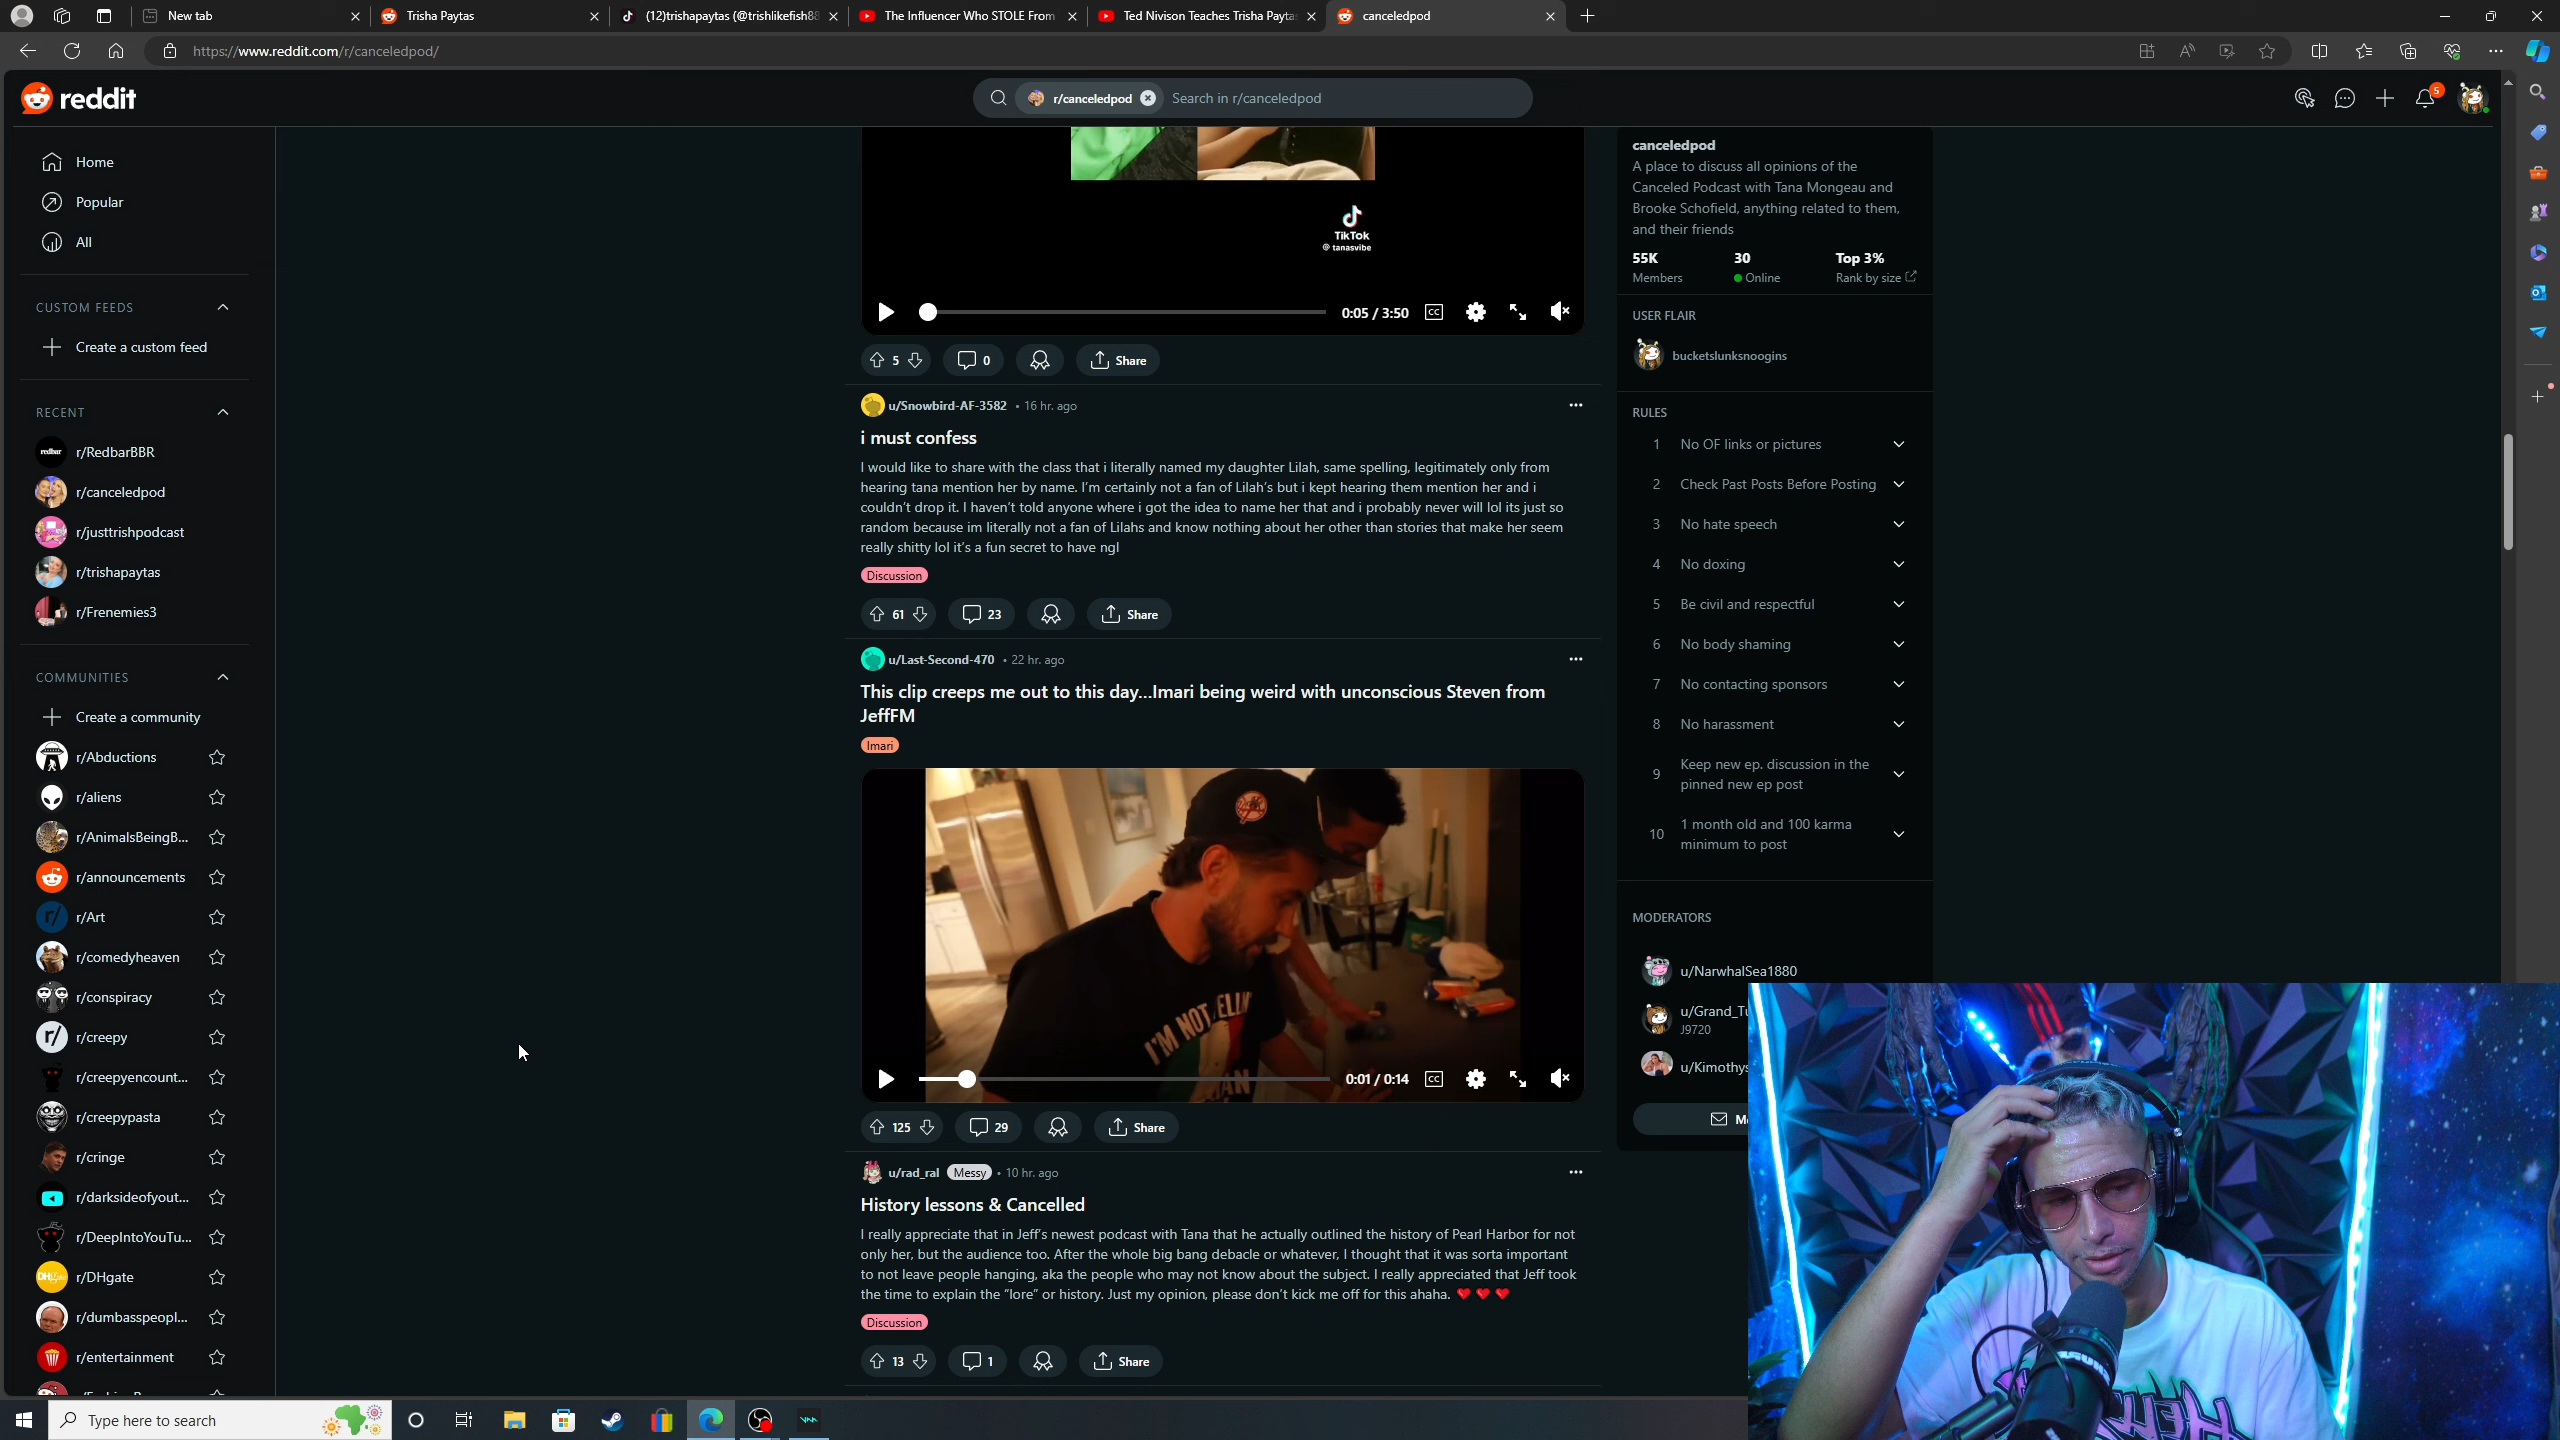 New tab
Trisha Paytas
(12)trishapaytas (@trishlikefish88
The Influencer Who STOLE From
Ted Nivison Teaches Trisha Payta
canceledpod
https://www.reddit.com/r/canceledpod/
reddit
r/canceledpod
Search in r/canceledpod
5
Home
Popular
All
CUSTOM FEEDS
Create a custom feed
RECENT
r/RedbarBBR
r/canceledpod
r/justtrishpodcast
r/trishapaytas
r/Frenemies3
COMMUNITIES
Create a community
r/Abductions
r/aliens
r/AnimalsBeingB...
r/announcements
r/Art
r/comedyheaven
r/conspiracy
r/creepy
r/creepyencount...
r/creepypasta
r/cringe
r/darksideofyout...
r/DeepIntoYouTu...
r/DHgate
r/dumbasspeopl...
r/entertainment
TikTok
@tanasvibe
0:05 / 3:50
5
0
Share
u/Snowbird-AF-3582 • 16 hr. ago
i must confess
I would like to share with the class that i literally named my daughter Lilah, same spelling, legitimately only from
hearing tana mention her by name. I'm certainly not a fan of Lilah's but i kept hearing them mention her and i
couldn't drop it. I haven't told anyone where i got the idea to name her that and i probably never will lol its just so
random because im literally not a fan of Lilahs and know nothing about her other than stories that make her seem
really shitty lol it's a fun secret to have ngl
Discussion
61
23
Share
u/Last-Second-470 • 22 hr. ago
This clip creeps me out to this day...Imari being weird with unconscious Steven from
JeffFM
Imari
I'M NOT
0:01 / 0:14
125
29
Share
u/rad_ral Messy • 10 hr. ago
History lessons & Cancelled
I really appreciate that in Jeff's newest podcast with Tana that he actually outlined the history of Pearl Harbor for not
only her, but the audience too. After the whole big bang debacle or whatever, I thought that it was sorta important
to not leave people hanging, aka the people who may not know about the subject. I really appreciated that Jeff took
the time to explain the "lore" or history. Just my opinion, please don't kick me off for this ahaha. ❤️ ❤️ ❤️
Discussion
13
1
Share
canceledpod
A place to discuss all opinions of the
Canceled Podcast with Tana Mongeau and
Brooke Schofield, anything related to them,
and their friends
55K
30
Top 3%
Members
Online
Rank by size
USER FLAIR
bucketslunksnoogins
RULES
1 No OF links or pictures
2 Check Past Posts Before Posting
3 No hate speech
4 No doxing
5 Be civil and respectful
6 No body shaming
7 No contacting sponsors
8 No harassment
9 Keep new ep. discussion in the
pinned new ep post
10 1 month old and 100 karma
minimum to post
MODERATORS
u/NarwhalSea1880
u/Grand_Tu
J9720
u/Kimothys
Type here to search